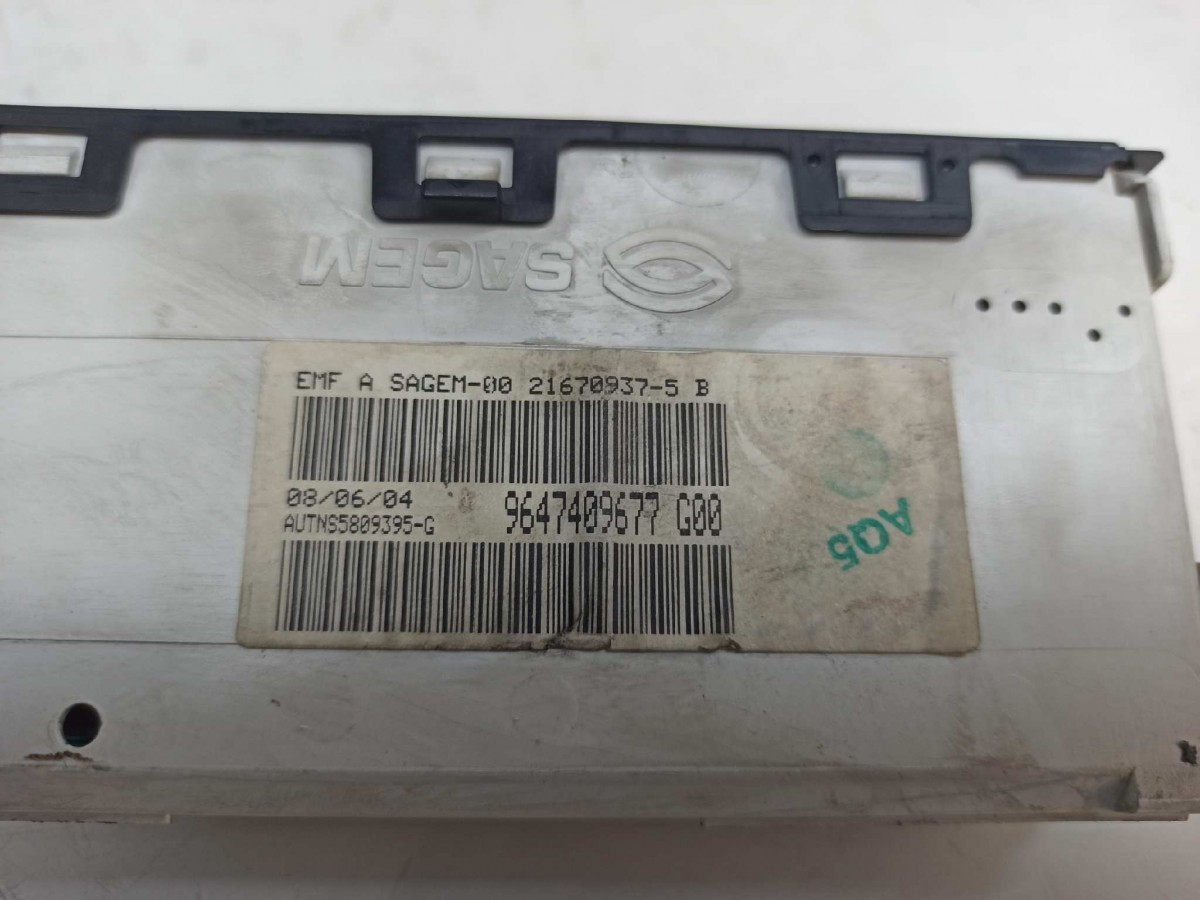 SAGEM
EMF A SAGEM-00 21670937-5 B
08/06/04
AUTNS5809395-G
9647409677 G00
AQ5